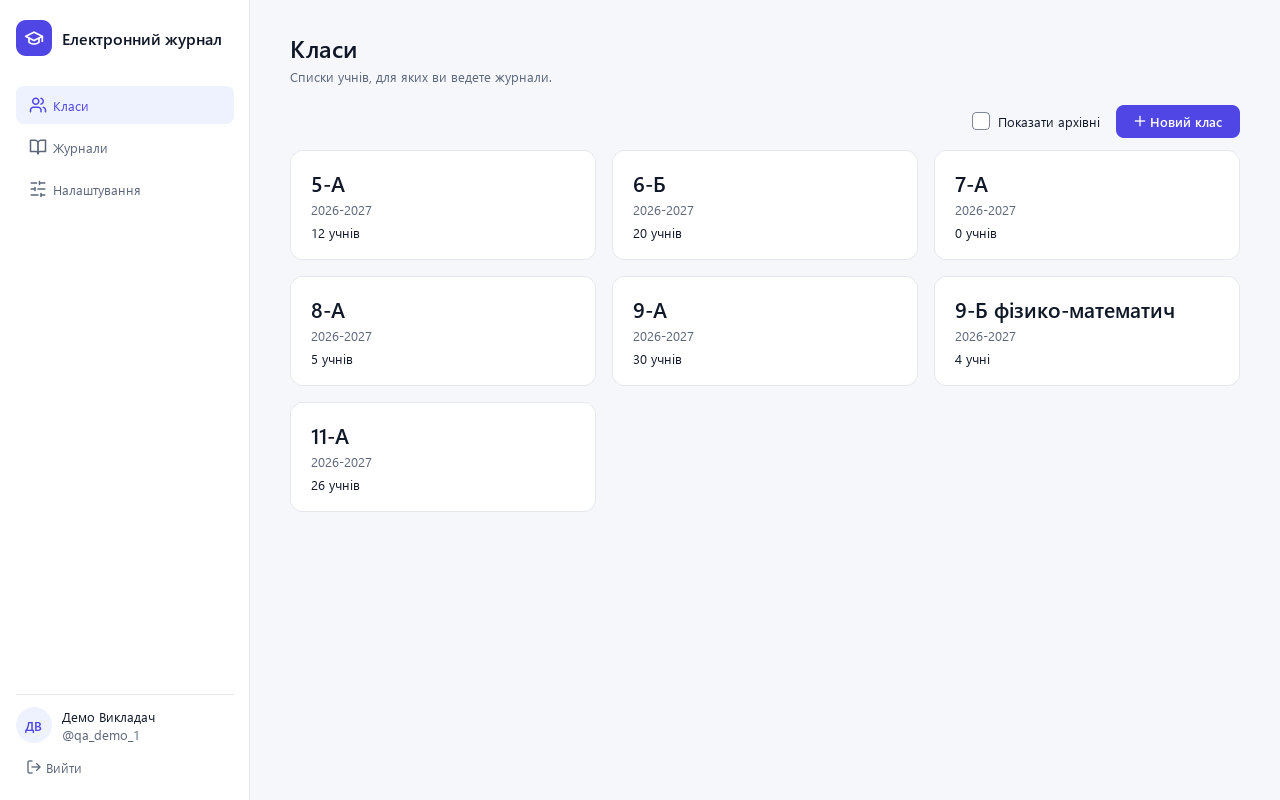 Електронний журнал
Класи
Журнали
Налаштування
Демо Викладач
ДВ
@qa_demo_1
Вийти
Класи
Списки учнів, для яких ви ведете журнали.
Показати архівні
+ Новий клас
5-А
2026-2027
12 учнів
6-Б
2026-2027
20 учнів
7-А
2026-2027
0 учнів
8-А
2026-2027
5 учнів
9-А
2026-2027
30 учнів
9-Б фізико-математич
2026-2027
4 учні
11-А
2026-2027
26 учнів